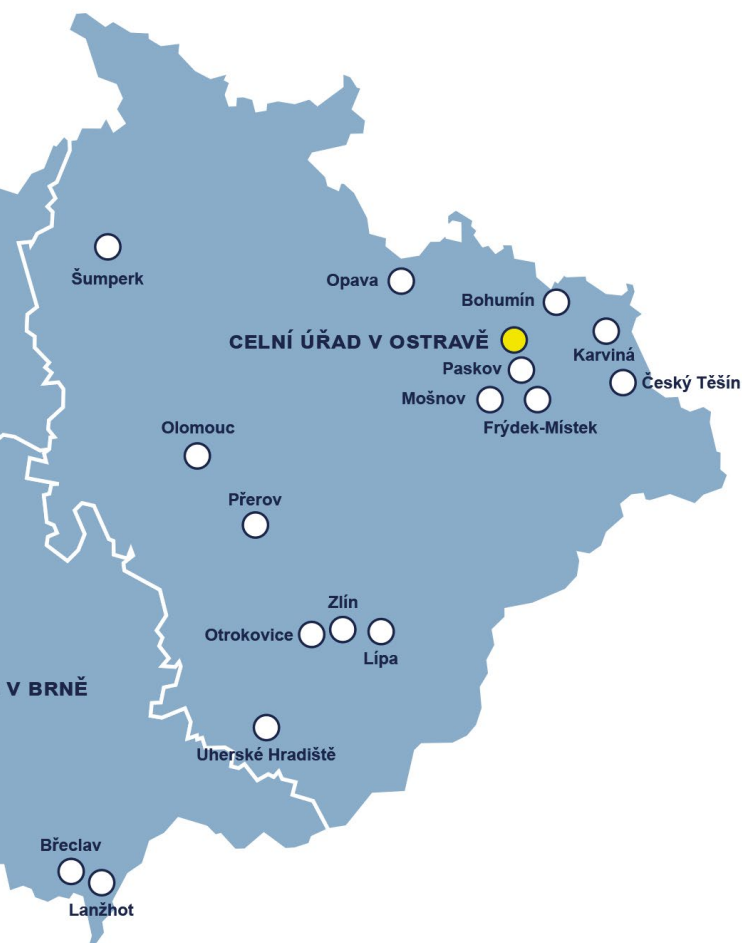 Šumperk
Opava
Bohumín
CELNÍ ÚŘAD V OSTRAVĚ
Karviná
Paskov
Český Těšín
Mošnov
Frýdek-Místek
Olomouc
Přerov
Zlín
Otrokovice
Lípa
V BRNĚ
Uherské Hradiště
Břeclav
Lanžhot